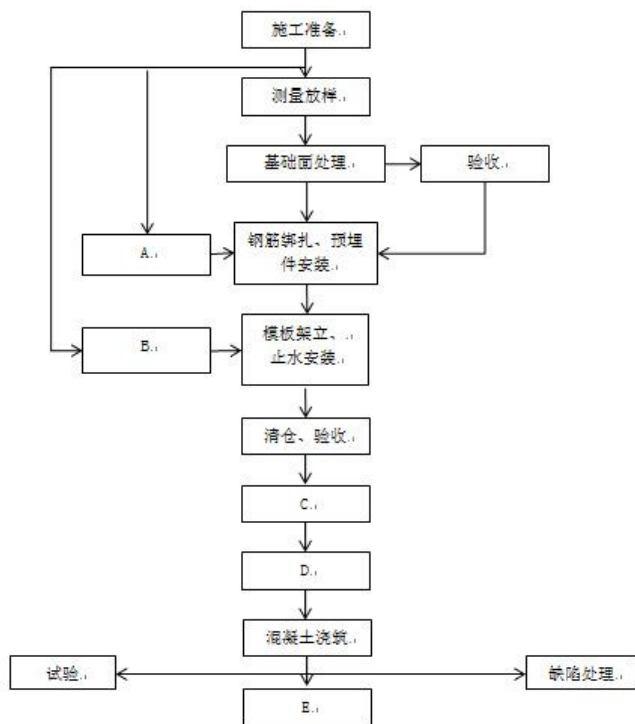 施工准备
测量放样
基础面处理
验收
钢筋绑扎、预埋
件安装
A
模板架立、
止水安装
B
清仓、验收
C
D
混凝土浇筑
试验
缺陷处理
E